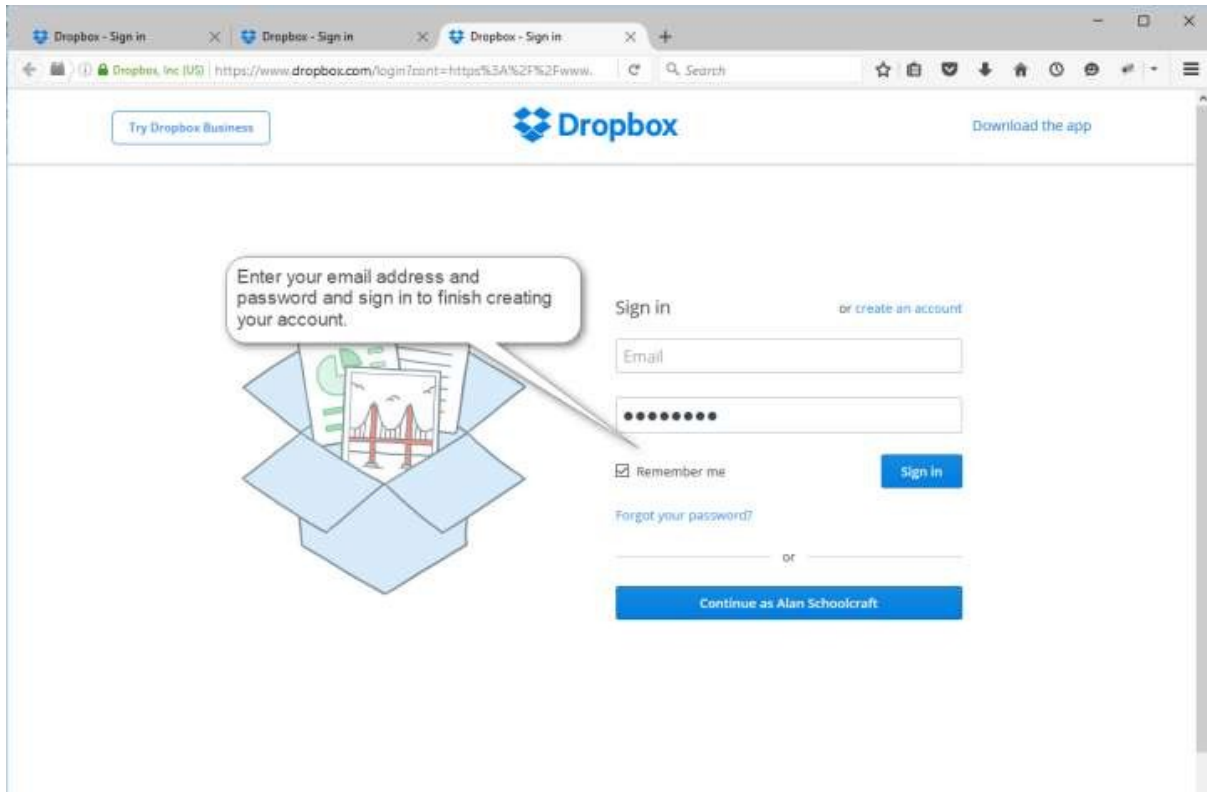 Dropbox - Sign in
Dropbox - Sign in
Dropbox - Sign in
Dropbox, Inc (US)
https://www.dropbox.com/login?cont=https%3A%2F%2Fwww.
Search
Try Dropbox Business
Dropbox
Download the app
Enter your email address and
password and sign in to finish creating
your account.
Sign in
or create an account
Email
Remember me
Sign in
Forgot your password?
or
Continue as Alan Schoolcraft